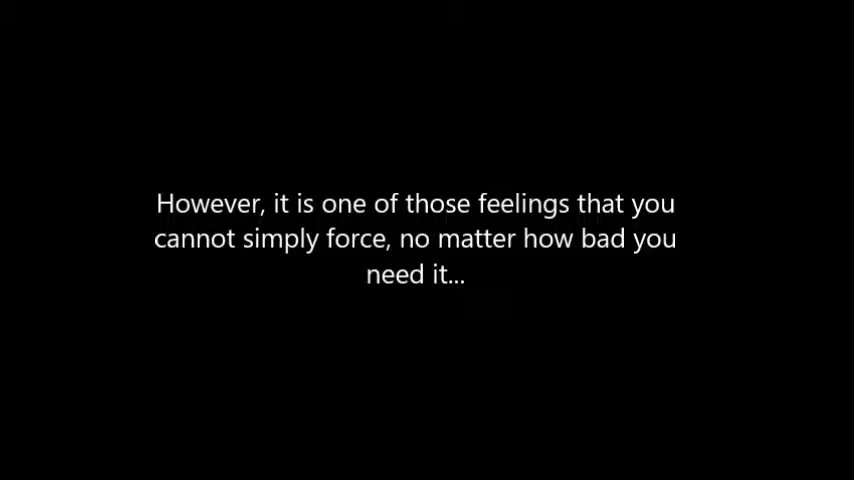 However, it is one of those feelings that you
cannot simply force, no matter how bad you
need it...